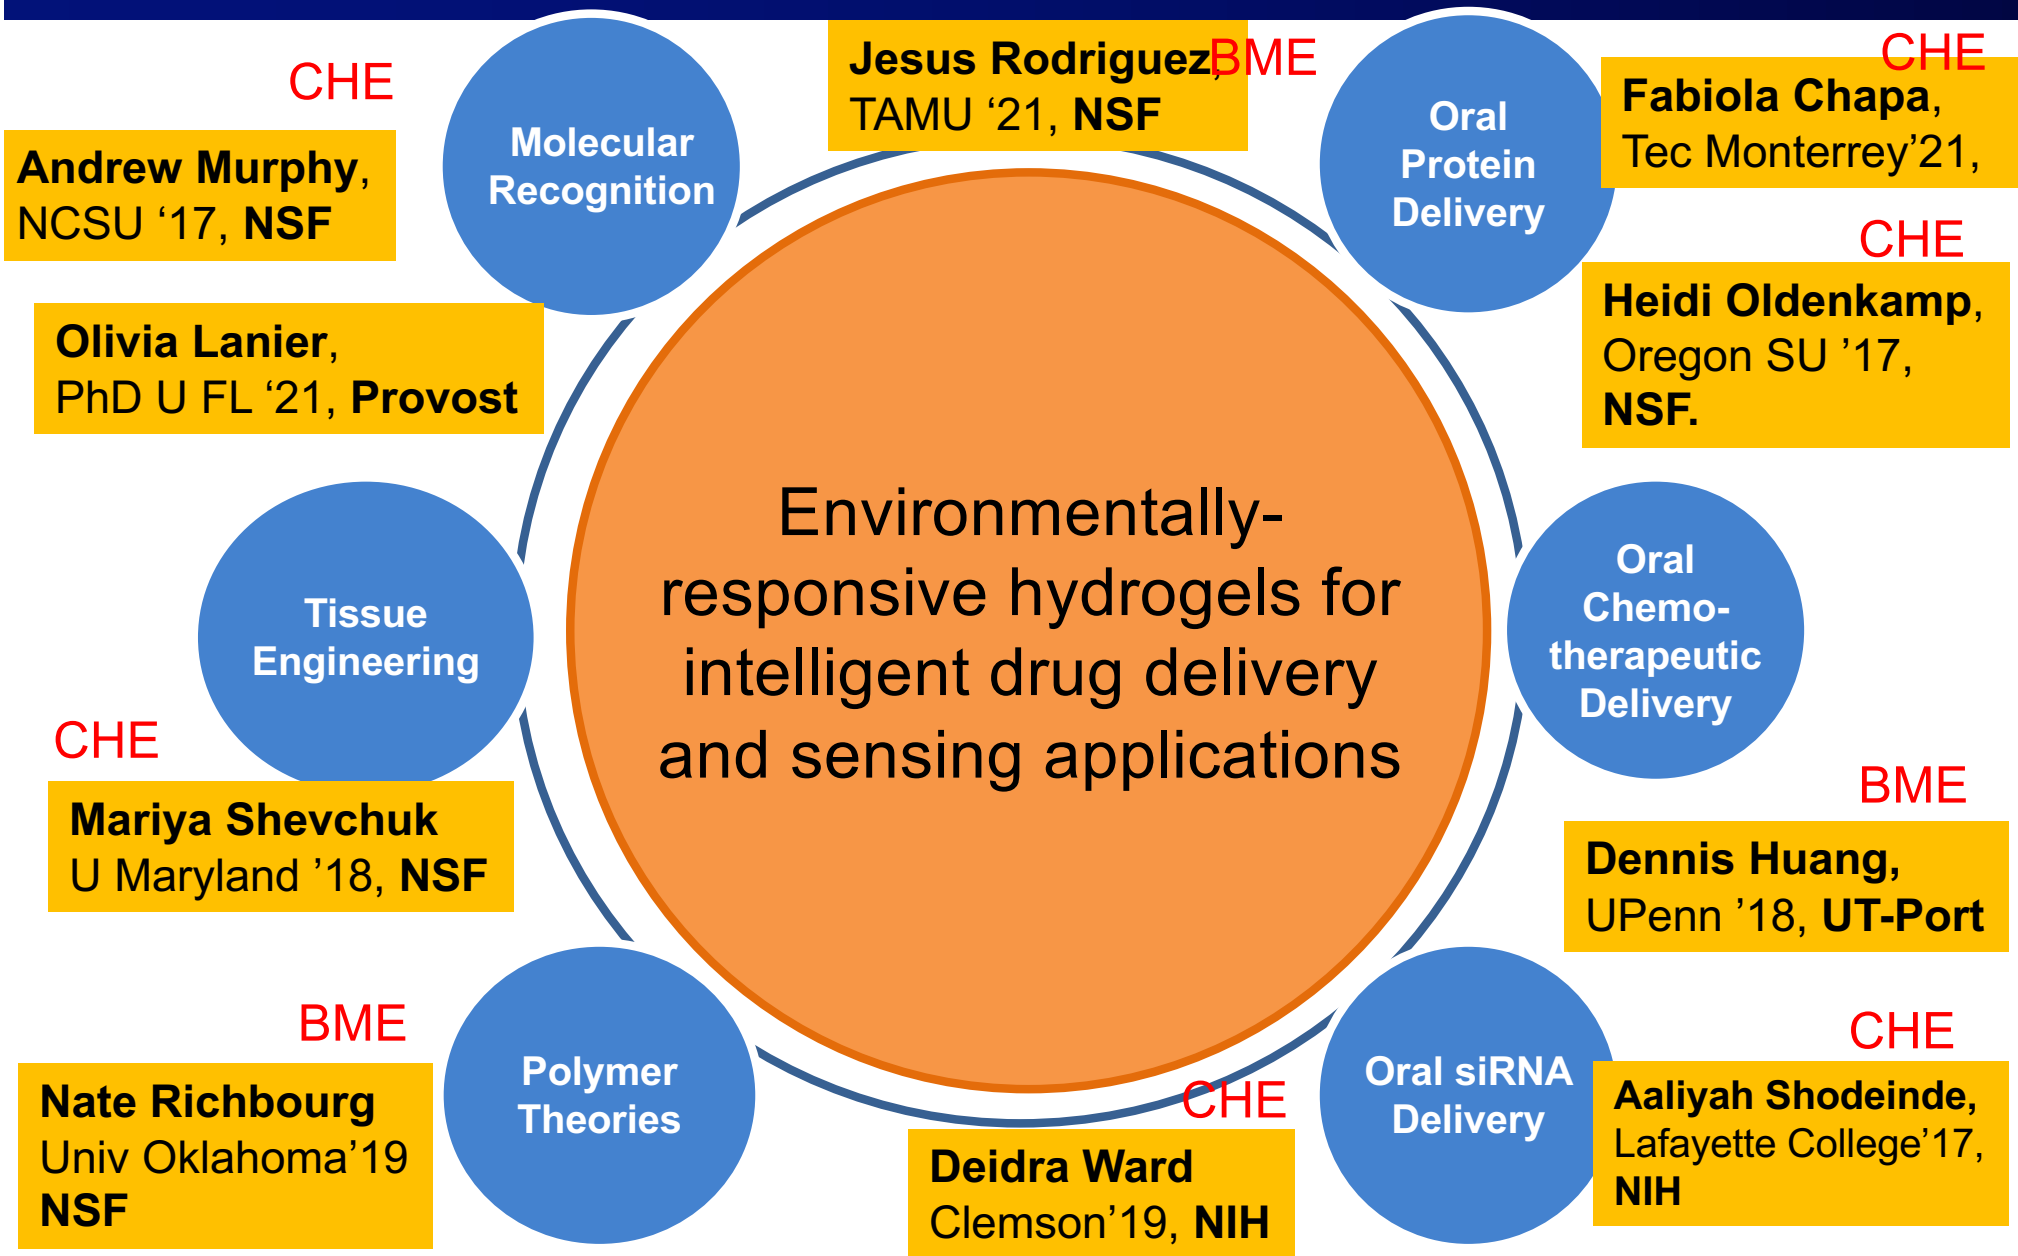 CHE
Andrew Murphy,
NCSU ‘17, NSF
Molecular
Recognition
Jesus Rodriguez,
TAMU ‘21, NSF
BME
Oral
Protein
Delivery
CHE
Fabiola Chapa,
Tec Monterrey’21,
CHE
Heidi Oldenkamp,
Oregon SU ’17,
NSF.
Olivia Lanier,
PhD U FL ‘21, Provost
Tissue
Engineering
Environmentally-
responsive hydrogels for
intelligent drug delivery
and sensing applications
Oral
Chemo-
therapeutic
Delivery
CHE
Mariya Shevchuk
U Maryland ’18, NSF
BME
Dennis Huang,
UPenn ’18, UT-Port
BME
Nate Richbourg
Univ Oklahoma’19
NSF
Polymer
Theories
CHE
Deidra Ward
Clemson’19, NIH
Oral siRNA
Delivery
CHE
Aaliyah Shodeinde,
Lafayette College’17,
NIH